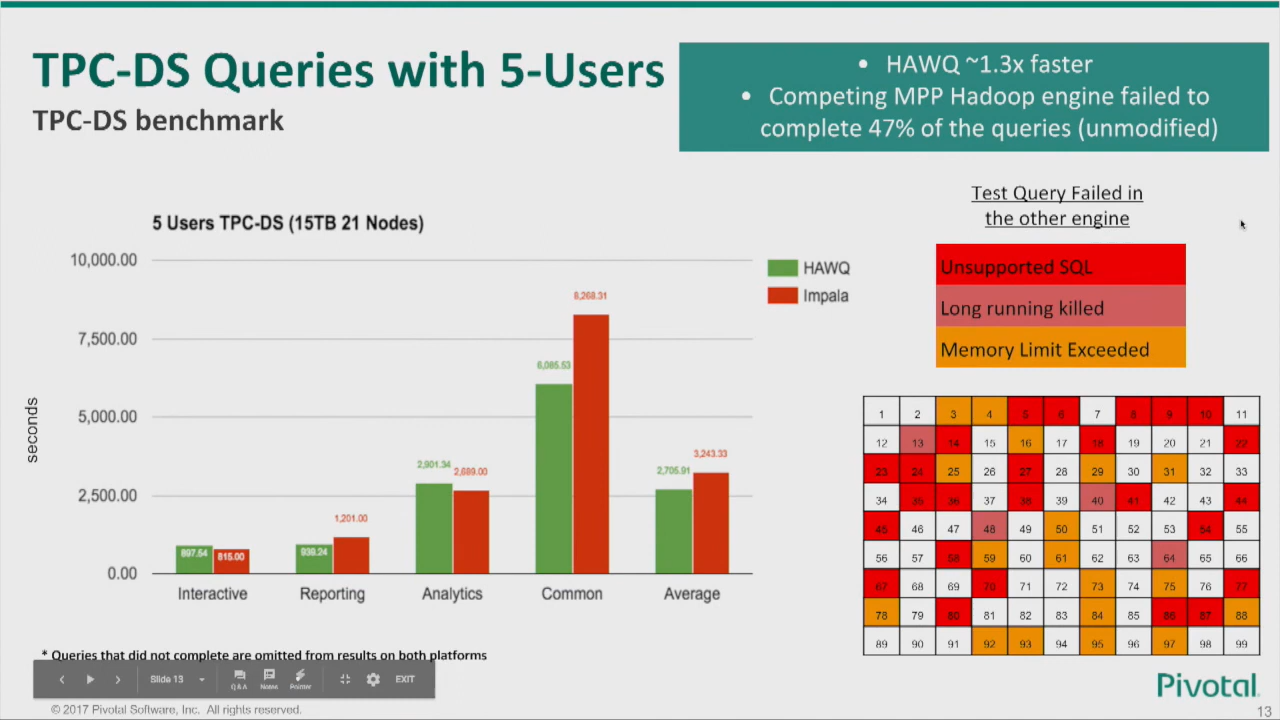 TPC-DS Queries with 5-Users
TPC-DS benchmark
• HAWQ ~1.3x faster
• Competing MPP Hadoop engine failed to
complete 47% of the queries (unmodified)
Test Query Failed in
the other engine
Unsupported SQL
Long running killed
Memory Limit Exceeded
5 Users TPC-DS (15TB 21 Nodes)
HAWQ
Impala
seconds
10,000.00
7,500.00
5,000.00
2,500.00
0.00
897.54 815.00
939.24 1,201.00
2,901.34 2,689.00
6,085.53 8,268.31
2,705.91 3,243.33
Interactive Reporting Analytics Common Average
1 2 3 4 5 6 7 8 9 10 11
12 13 14 15 16 17 18 19 20 21 22
23 24 25 26 27 28 29 30 31 32 33
34 35 36 37 38 39 40 41 42 43 44
45 46 47 48 49 50 51 52 53 54 55
56 57 58 59 60 61 62 63 64 65 66
67 68 69 70 71 72 73 74 75 76 77
78 79 80 81 82 83 84 85 86 87 88
89 90 91 92 93 94 95 96 97 98 99
* Queries that did not complete are omitted from results on both platforms
Slide 13
Q & A Notes Pointer
EXIT
© 2017 Pivotal Software, Inc. All rights reserved.
Pivotal.
13